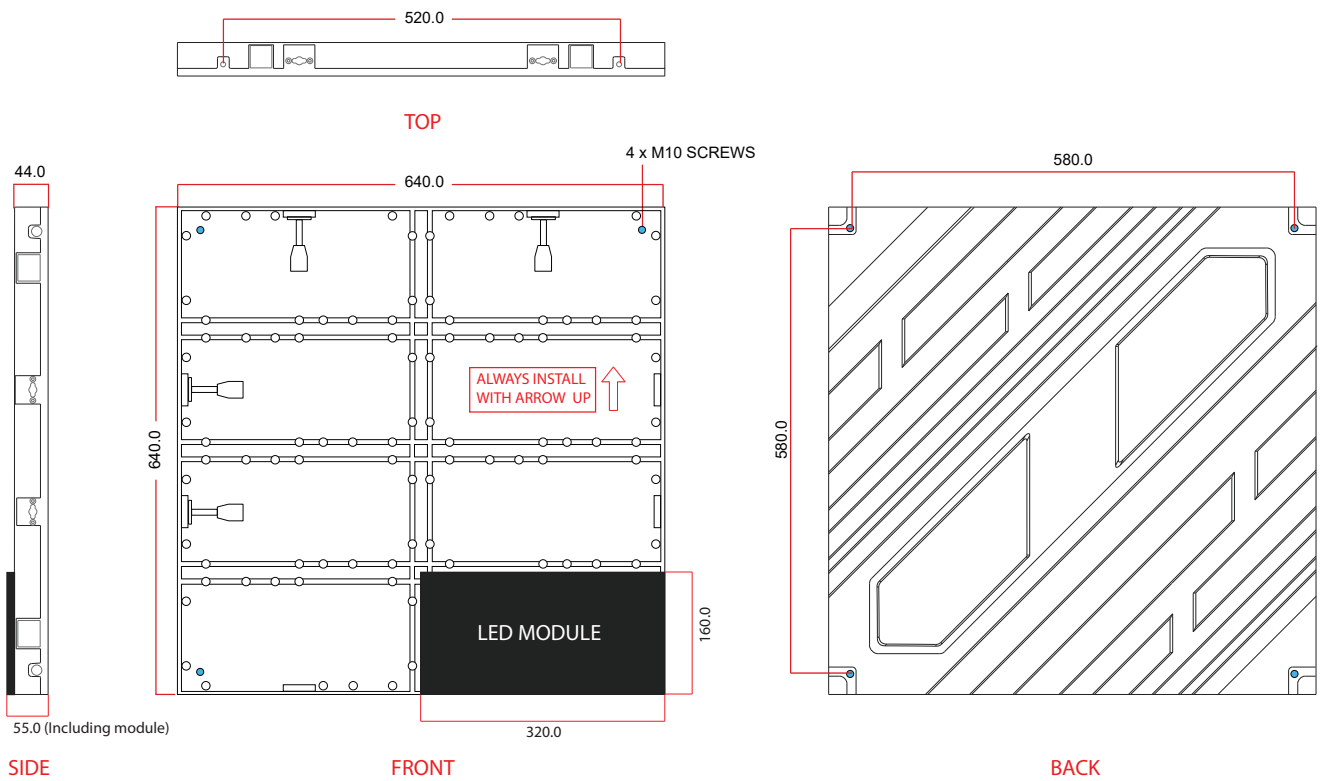 520.0
TOP
4 x M10 SCREWS
44.0
640.0
580.0
640.0
ALWAYS INSTALL
WITH ARROW UP
580.0
LED MODULE
160.0
55.0 (Including module)
320.0
SIDE
FRONT
BACK